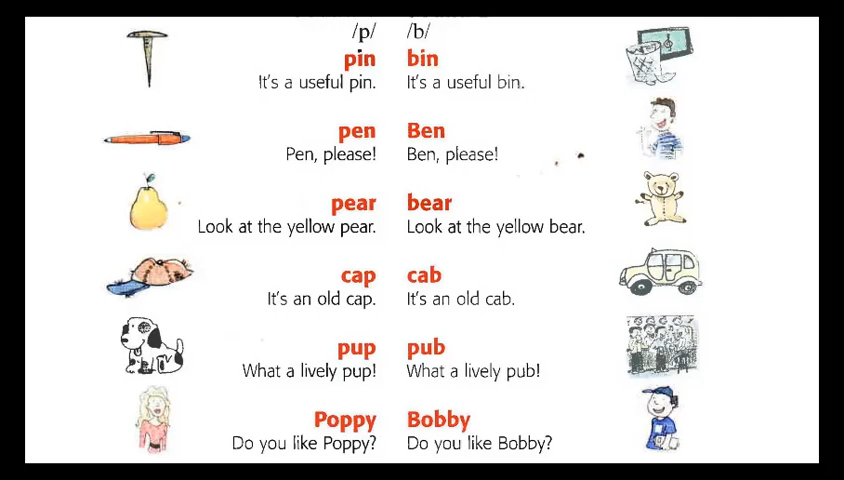 /p/ /b/
pin bin
It's a useful pin. It's a useful bin.
pen Ben
Pen, please! Ben, please!
pear bear
Look at the yellow pear. Look at the yellow bear.
cap cab
It's an old cap. It's an old cab.
pup pub
What a lively pup! What a lively pub!
Poppy Bobby
Do you like Poppy? Do you like Bobby?